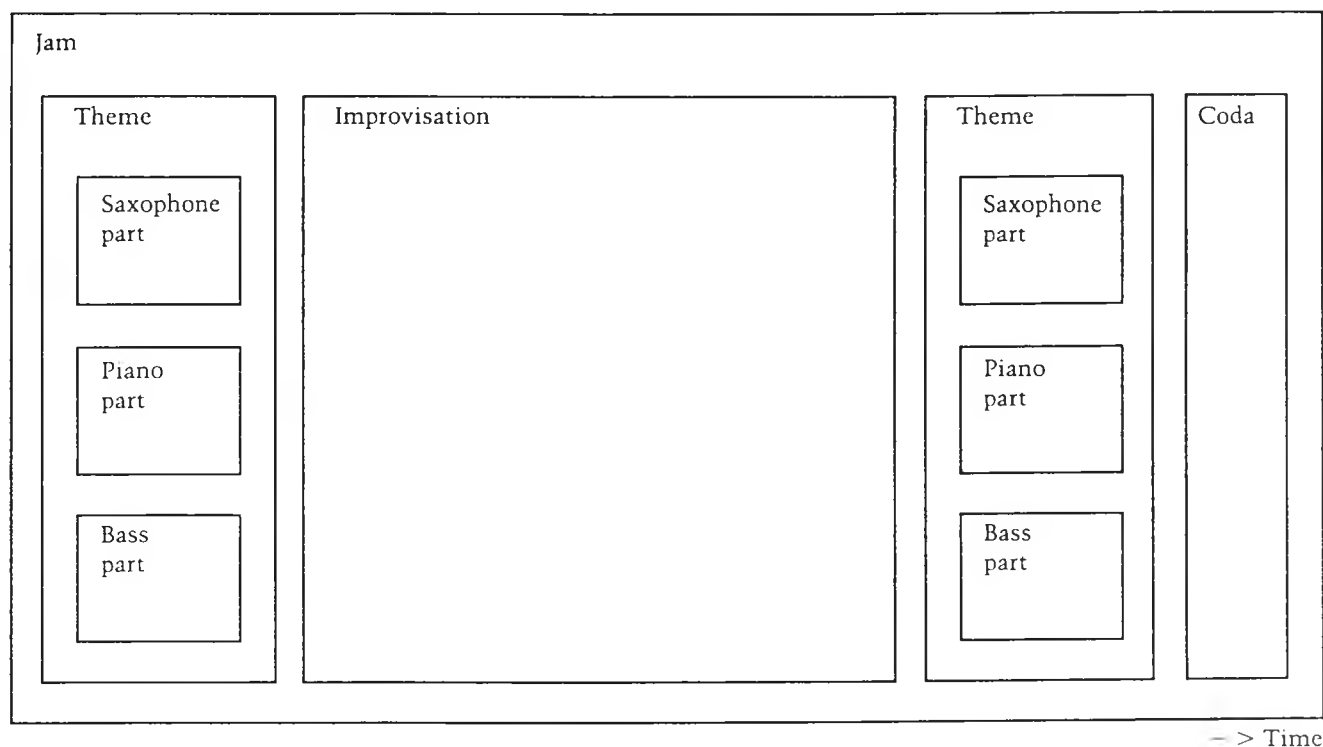 Jam
Theme
Saxophone
part
Piano
part
Bass
part
Improvisation
Theme
Saxophone
part
Piano
part
Bass
part
Coda
— > Time